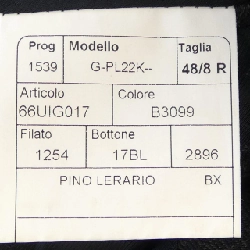 Prog Modello Taglia
1539 G-PL22K-- 48/8 R
Articolo Colore
66UIG017 B3099
Filato Bottone
1254 17BL 2896
PINO LERARIO BX